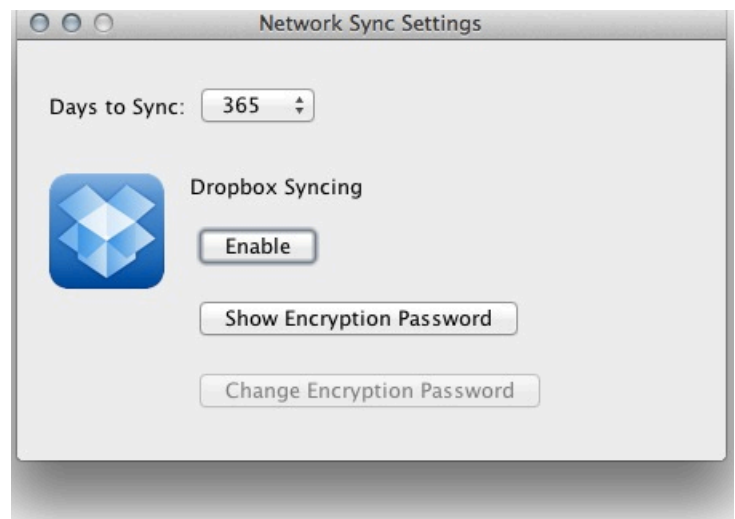 Network Sync Settings
Days to Sync: 365
Dropbox Syncing
Enable
Show Encryption Password
Change Encryption Password